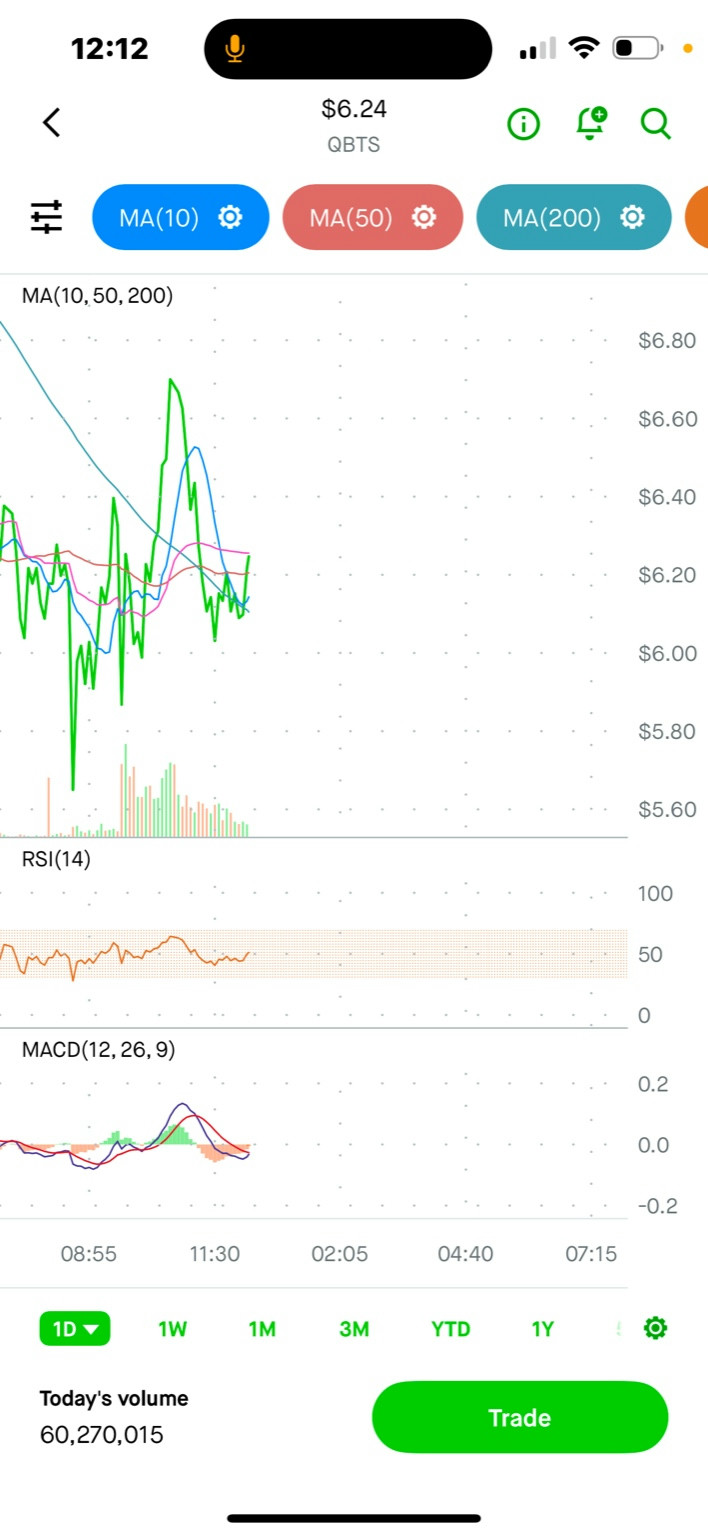 12:12
$6.24
QBTS
MA(10) MA(50) MA(200)
MA(10,50,200)
$6.80
$6.60
$6.40
$6.20
$6.00
$5.80
$5.60
RSI(14)
100
50
0
MACD(12,26,9)
0.2
0.0
-0.2
08:55 11:30 02:05 04:40 07:15
1D 1W 1M 3M YTD 1Y
Today's volume
60,270,015
Trade